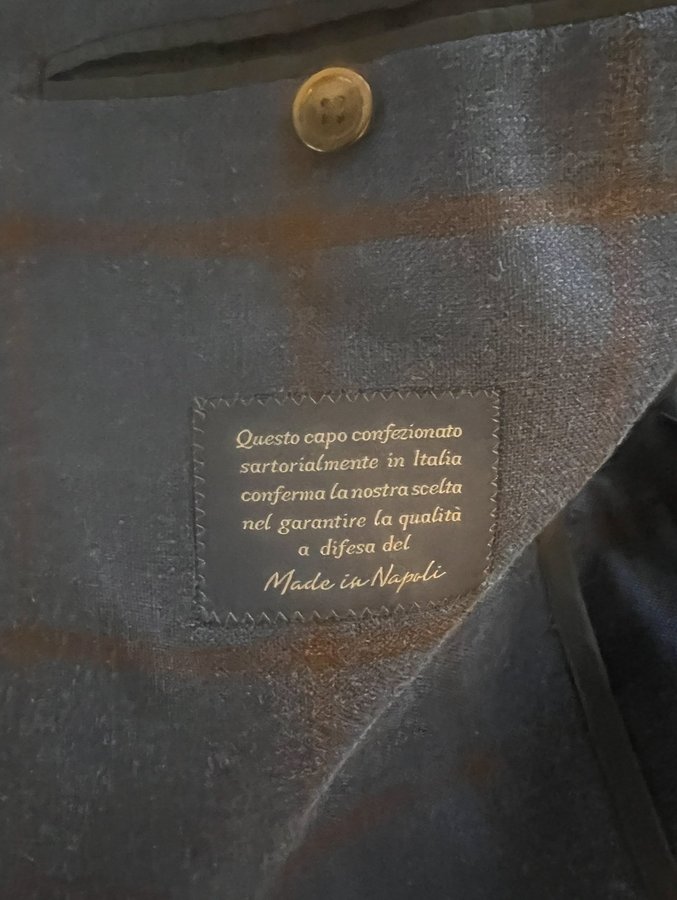 Questo capo confezionato
sartorialmente in Italia
conferma la nostra scelta
nel garantire la qualità
a difesa del
Made in Napoli